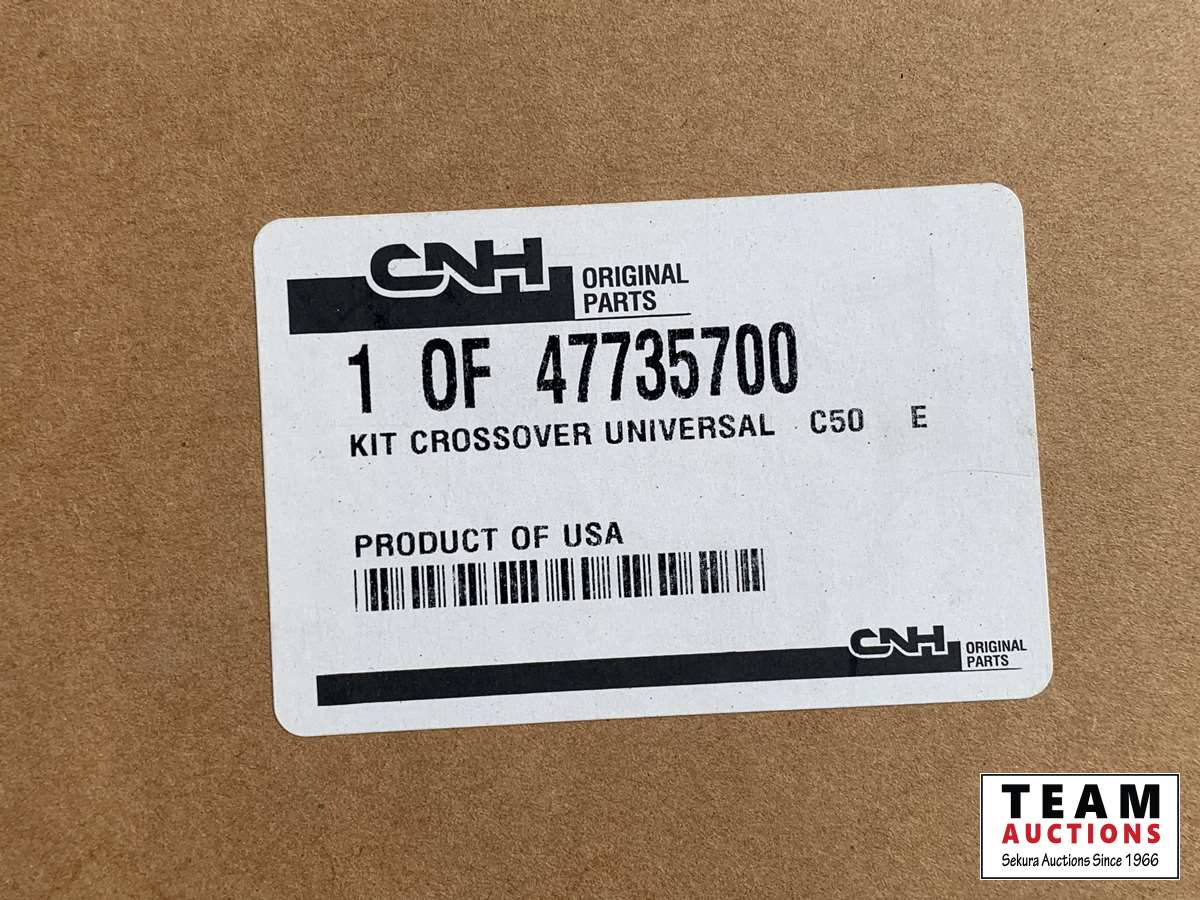 CNH ORIGINAL
PARTS
1 OF 47735700
KIT CROSSOVER UNIVERSAL C50 E
PRODUCT OF USA
CNH ORIGINAL
PARTS
TEAM
AUCTIONS
Sekura Auctions Since 1966